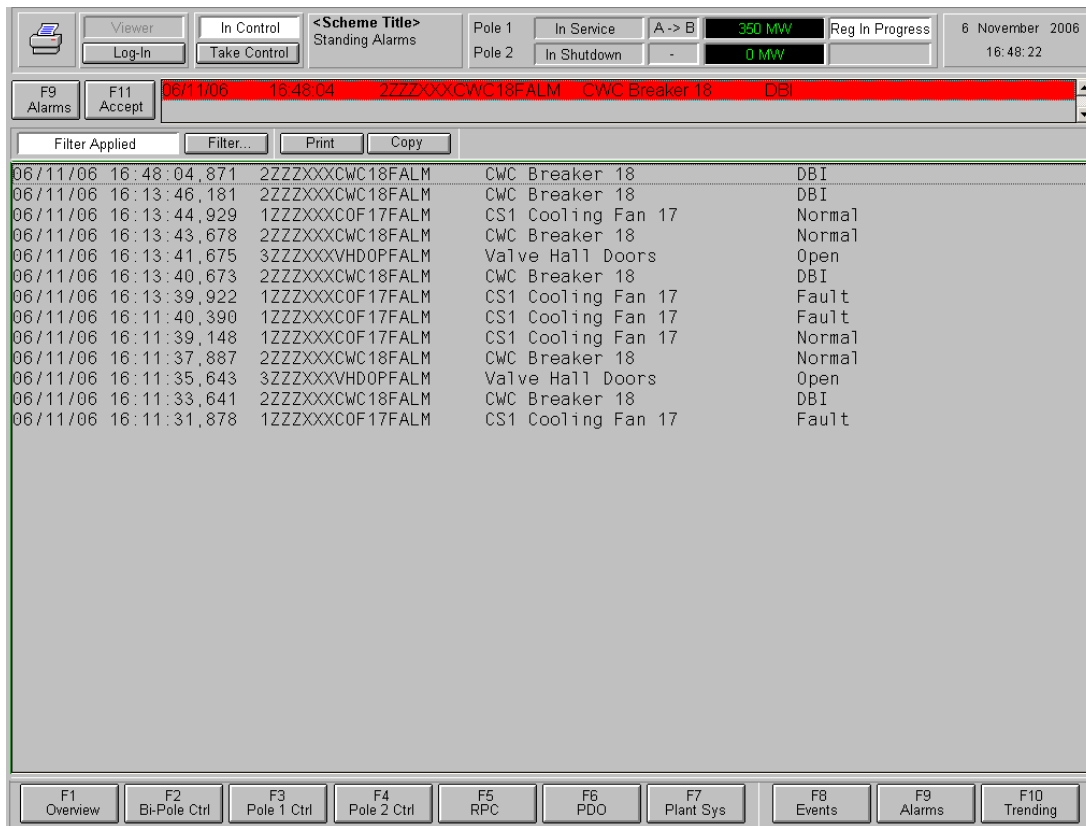 Viewer In Control <Scheme Title> Pole 1 In Service A -> B 350 MW Reg In Progress 6 November 2006
Log-In Take Control Standing Alarms Pole 2 In Shutdown - 0 MW 16:48:22
F9 Alarms F11 Accept 06/11/06 16:48:04 2ZZZXXXCWC18FALM CWC Breaker 18 DBI
Filter Applied Filter... Print Copy
06/11/06 16:48:04,871 2ZZZXXXCWC18FALM CWC Breaker 18 DBI
06/11/06 16:13:46,181 2ZZZXXXCWC18FALM CWC Breaker 18 DBI
06/11/06 16:13:44,929 1ZZZXXXCOF17FALM CS1 Cooling Fan 17 Normal
06/11/06 16:13:43,678 2ZZZXXXCWC18FALM CWC Breaker 18 Normal
06/11/06 16:13:41,675 3ZZZXXXVHDOPFALM Valve Hall Doors Open
06/11/06 16:13:40,673 2ZZZXXXCWC18FALM CWC Breaker 18 DBI
06/11/06 16:13:39,922 1ZZZXXXCOF17FALM CS1 Cooling Fan 17 Fault
06/11/06 16:11:40,390 1ZZZXXXCOF17FALM CS1 Cooling Fan 17 Fault
06/11/06 16:11:39,148 1ZZZXXXCOF17FALM CS1 Cooling Fan 17 Normal
06/11/06 16:11:37,887 2ZZZXXXCWC18FALM CWC Breaker 18 Normal
06/11/06 16:11:35,643 3ZZZXXXVHDOPFALM Valve Hall Doors Open
06/11/06 16:11:33,641 2ZZZXXXCWC18FALM CWC Breaker 18 DBI
06/11/06 16:11:31,878 1ZZZXXXCOF17FALM CS1 Cooling Fan 17 Fault
F1 F2 F3 F4 F5 F6 F7 F8 F9 F10
Overview Bi-Pole Ctrl Pole 1 Ctrl Pole 2 Ctrl RPC PDO Plant Sys Events Alarms Trending